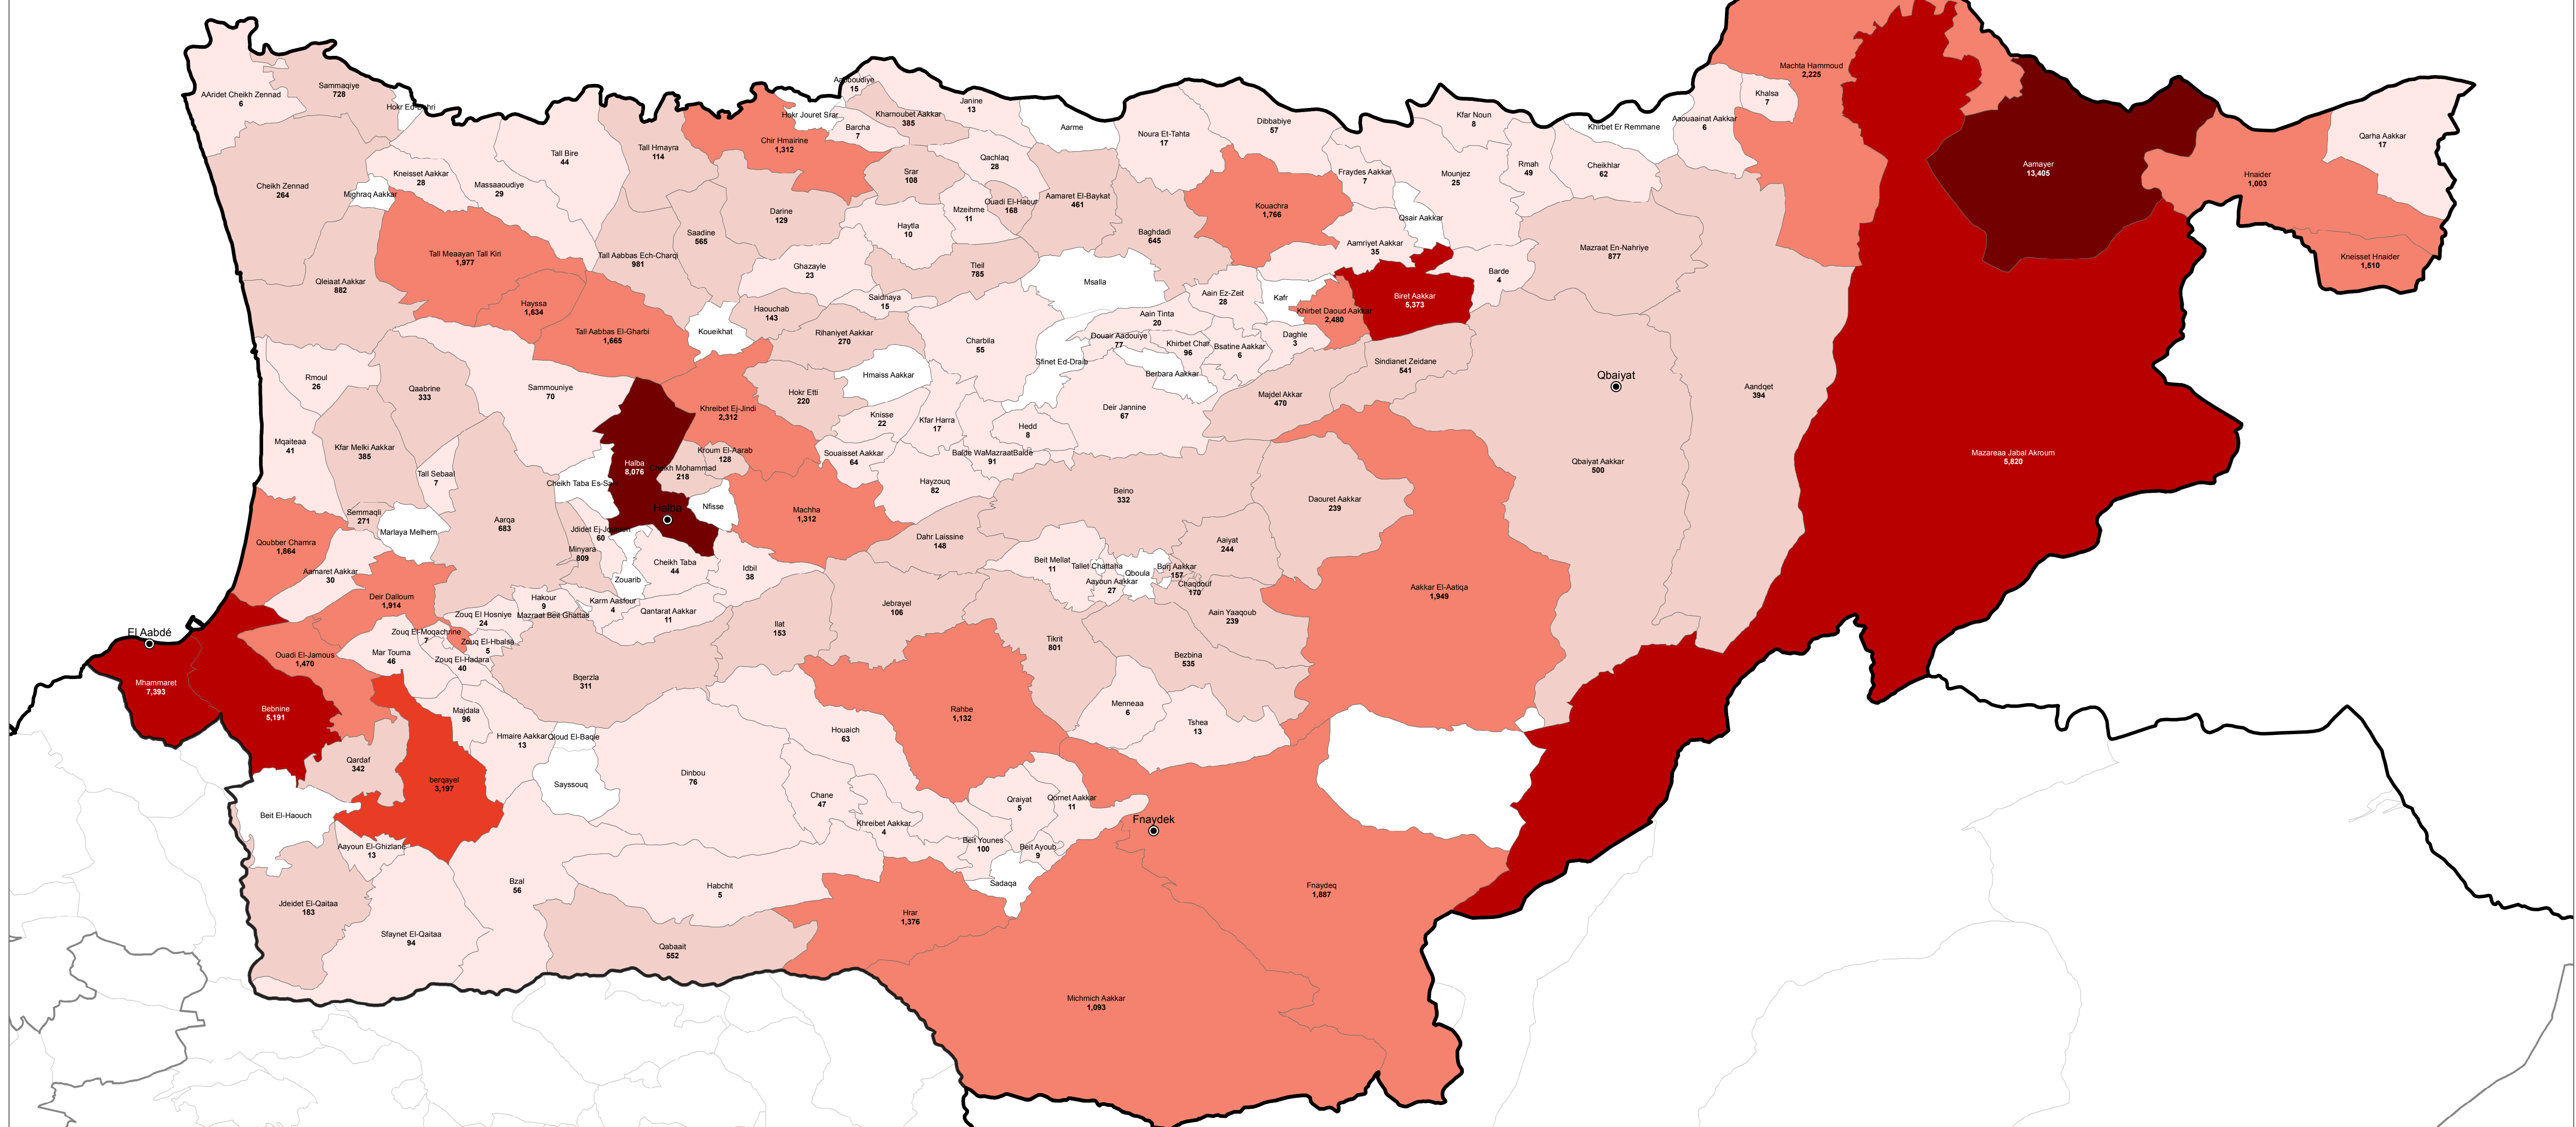 AAridet Cheikh Zennad
6
Sammaqiye
728
Hokr Ed-Dahri
Cheikh Zennad
264
Mighraq Aakkar
Kneisset Aakkar
28
Massaaoudiye
29
Tall Bire
44
Tall Hmayra
114
Chir Hmairine
1,312
Hokr Jouret Srar
Aabboudiye
15
Barcha
7
Kharnoubet Aakkar
385
Janine
13
Aarme
Noura Et-Tahta
17
Dibbabiye
57
Kfar Noun
8
Khirbet Er Remmane
Aaouaainat Aakkar
6
Khalsa
7
Machta Hammoud
2,225
Aamayer
13,405
Hnaider
1,003
Qarha Aakkar
17
Kneisset Hnaider
1,510
Qleiaat Aakkar
882
Tall Meaayan Tall Kiri
1,977
Hayssa
1,634
Tall Aabbas El-Gharbi
1,665
Tall Aabbas Ech-Charqi
981
Saadine
565
Darine
129
Srar
108
Qachlaq
28
Ouadi El-Haour
168
Mzeihme
11
Haytla
10
Aamaret El-Baykat
461
Baghdadi
645
Kouachra
1,766
Fraydes Aakkar
7
Mounjez
25
Rmah
49
Cheikhlar
62
Qsair Aakkar
Aamriyet Aakkar
35
Mazraat En-Nahriye
877
Barde
4
Biret Aakkar
5,373
Khirbet Daoud Aakkar
2,480
Kafr
Aain Ez-Zeit
28
Msalla
Tleil
785
Ghazayle
23
Saidnaya
15
Haouchab
143
Koueikhat
Rihaniyet Aakkar
270
Charbila
55
Aain Tinta
20
Douair Aadouiye
77
Khirbet Char
96
Bsatine Aakkar
6
Daghle
3
Sfinet Ed-Draib
Berbara Aakkar
Sindianet Zeidane
541
Qbaiyat
Aandqet
394
Mazareaa Jabal Akroum
5,820
Rmoul
26
Qaabrine
333
Sammouniye
70
Khreibet Ej-Jindi
2,312
Hokr Etti
220
Hmaiss Aakkar
Knisse
22
Kfar Harra
17
Hedd
8
Deir Jannine
67
Majdel Akkar
470
Mqaiteaa
41
Kfar Melki Aakkar
385
Tall Sebaal
7
Halba
8,076
Kroum El-Aarab
128
Cheikh Mohammad
218
Souaisset Aakkar
64
Balde WaMazraatBalde
91
Hayzouq
82
Qbaiyat Aakkar
500
Cheikh Taba Es-Sahl
Nfisse
Halba
Machha
1,312
Beino
332
Daouret Aakkar
239
Semmaqli
271
Marlaya Melhem
Aarqa
683
Jdidet Ej-Joumeh
60
Minyara
809
Cheikh Taba
44
Idbil
38
Dahr Laissine
148
Aaiyat
244
Qoubber Chamra
1,864
Aamaret Aakkar
30
Zouarib
Beit Mellat
11
Tallet Chattaha
Qboula
Borj Aakkar
157
Aayoun Aakkar
27
Chaqdouf
170
Aakkar El-Aatiqa
1,949
Deir Dalloum
1,914
Hakour
9
Karm Aasfour
4
Qantarat Aakkar
11
Mazraat Beit Ghattas
Zouq El Hosniye
24
Jebrayel
106
Aain Yaaqoub
239
El Aabdé
Zouq El-Moqachrine
7
Zouq El-Hbalsa
5
Ilat
153
Tikrit
801
Ouadi El-Jamous
1,470
Mar Touma
46
Zouq El-Hadara
40
Bezbina
535
Mhammaret
7,393
Bqerzla
311
Bebnine
5,191
Majdala
96
Rahbe
1,132
Menneaa
6
Tshea
13
Hmaire Aakkar
13
Qloud El-Baqie
Houaich
63
Qardaf
342
berqayel
3,197
Sayssouq
Dinbou
76
Chane
47
Qraiyat
5
Qornet Aakkar
11
Fnaydek
Beit El-Haouch
Khreibet Aakkar
4
Beit Younes
100
Beit Ayoub
9
Aayoun El-Ghizlane
13
Sadaqa
Bzal
56
Habchit
5
Fnaydeq
1,887
Jdeidet El-Qaitaa
183
Hrar
1,376
Sfaynet El-Qaitaa
94
Qabaait
552
Michmich Aakkar
1,093